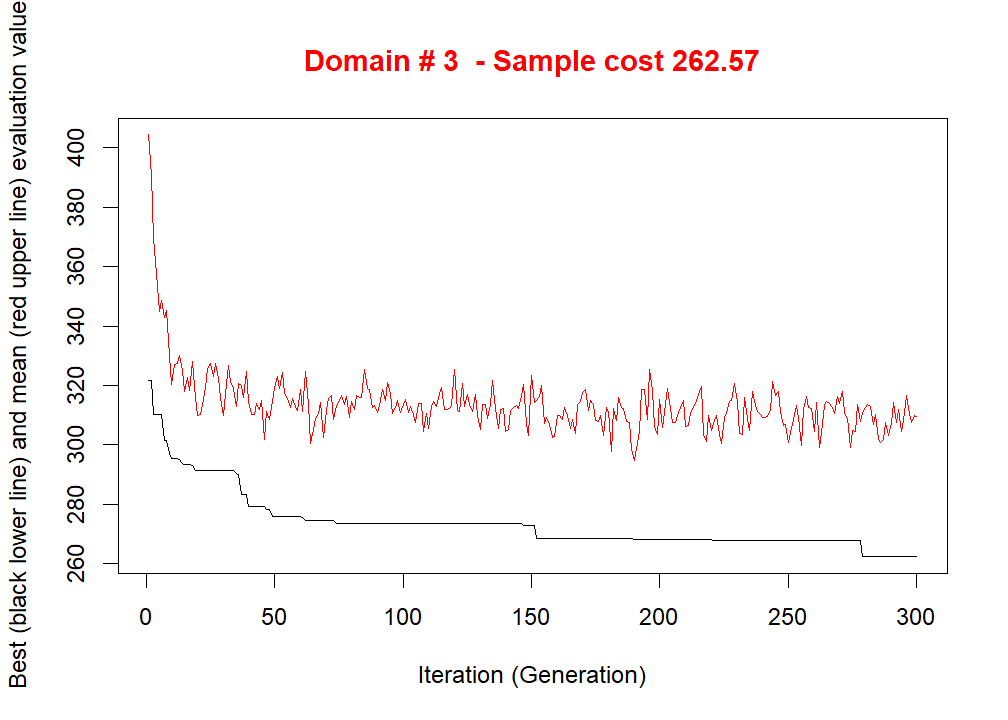 Domain # 3  - Sample cost 262.57
Best (black lower line) and mean (red upper line) evaluation value
400
380
360
340
320
300
280
260
0 50 100 150 200 250 300
Iteration (Generation)